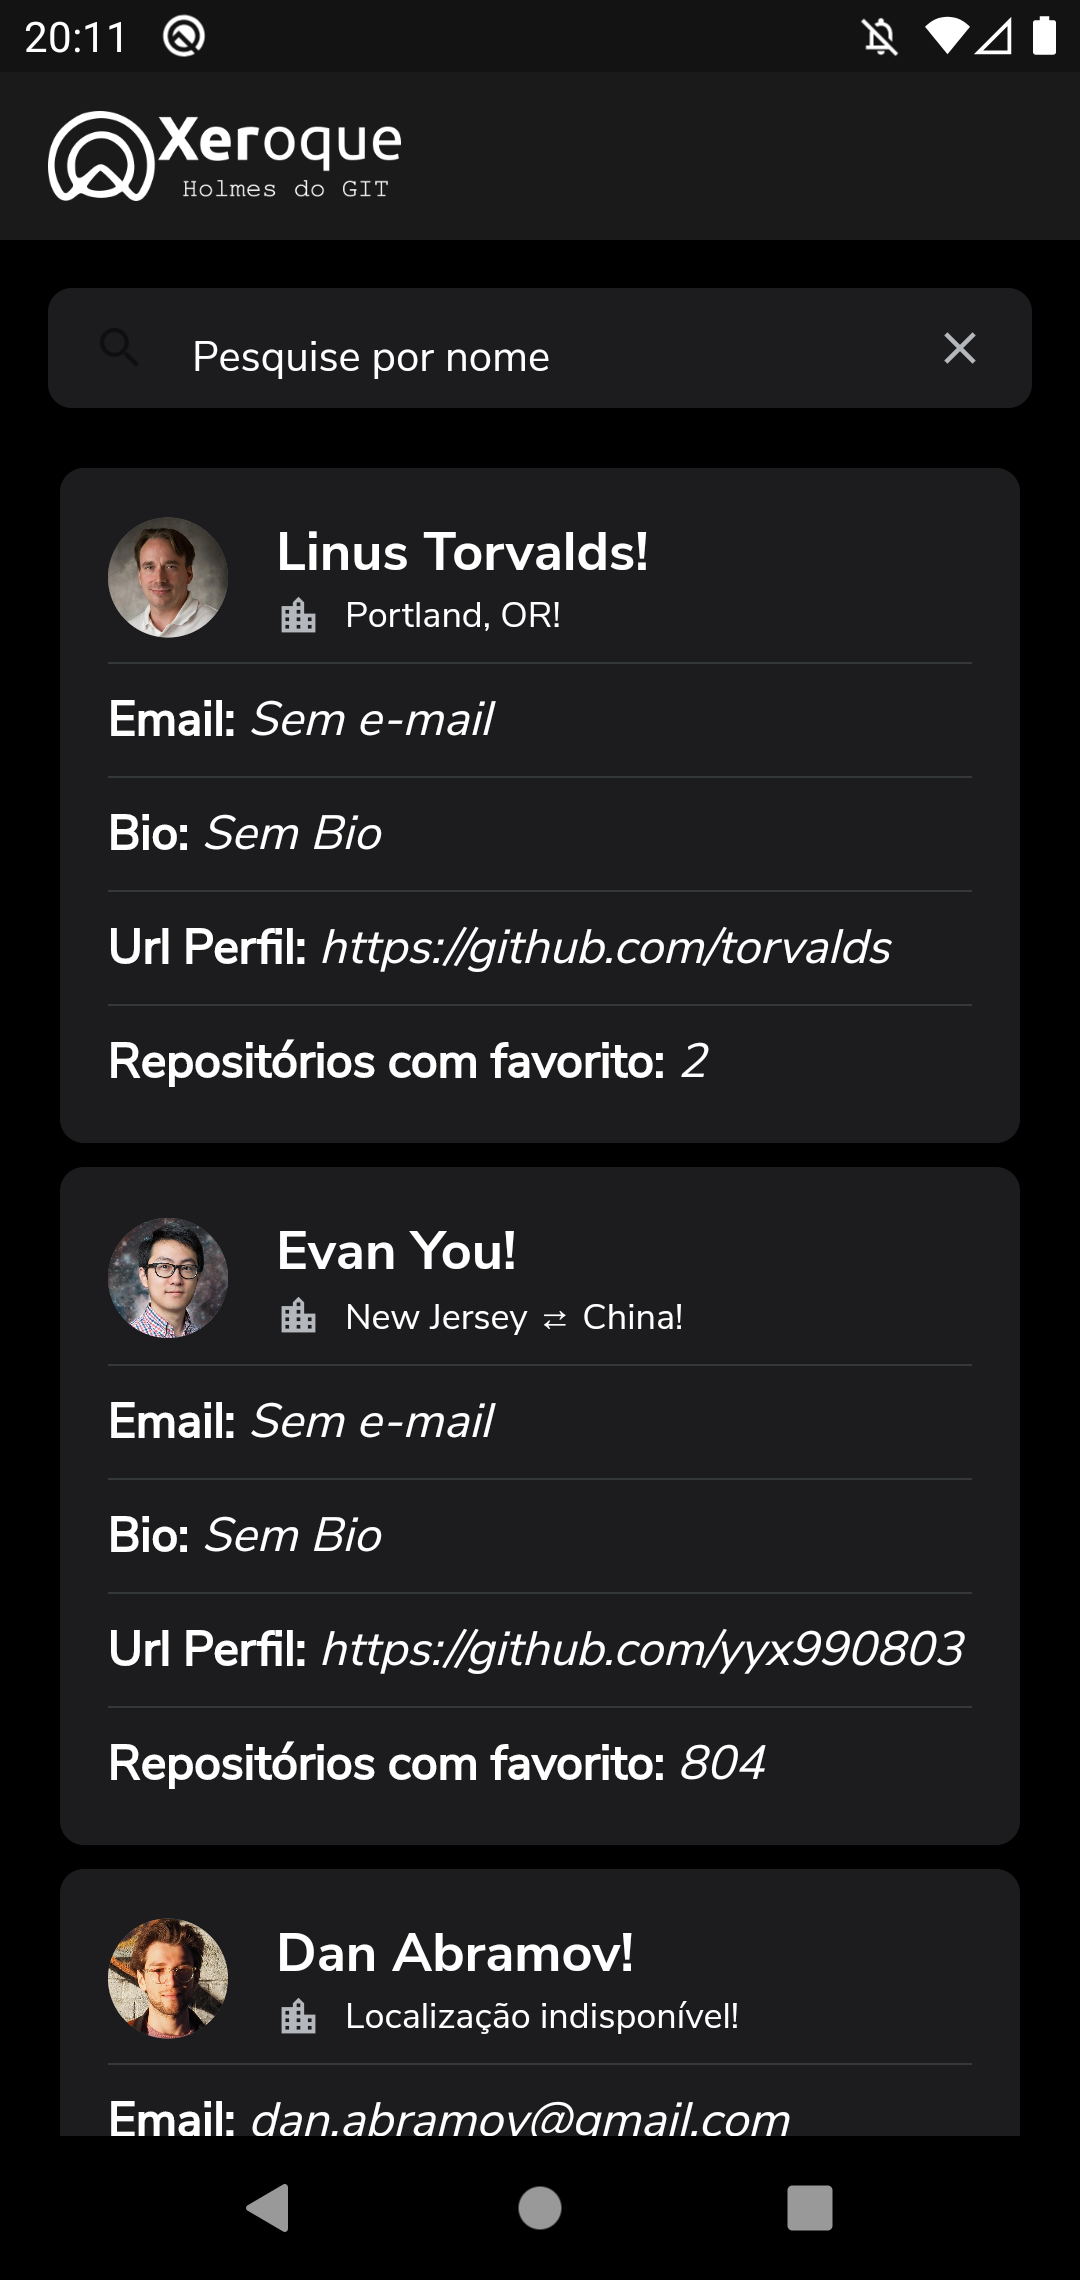 20:11
Xeroque
Holmes do GIT
Pesquise por nome
Linus Torvalds!
Portland, OR!
Email: Sem e-mail
Bio: Sem Bio
Url Perfil: https://github.com/torvalds
Repositórios com favorito: 2
Evan You!
New Jersey ⇄ China!
Email: Sem e-mail
Bio: Sem Bio
Url Perfil: https://github.com/yyx990803
Repositórios com favorito: 804
Dan Abramov!
Localização indisponível!
Email: dan.abramov@gmail.com